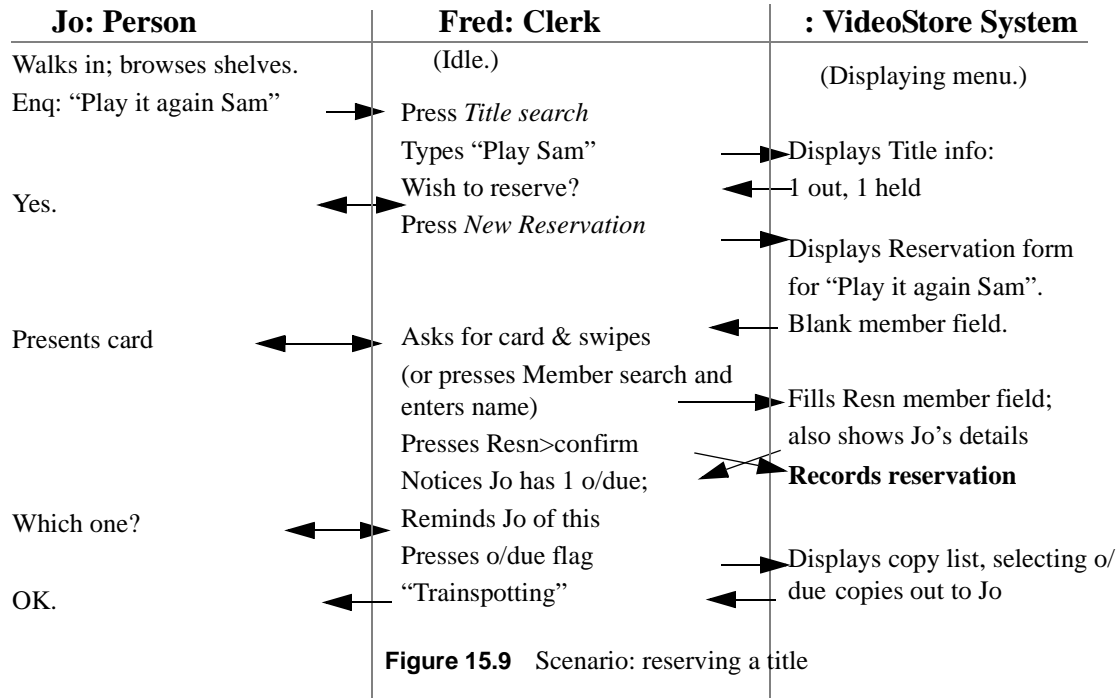 Jo: Person
Fred: Clerk
: VideoStore System
Walks in; browses shelves.
(Idle.)
(Displaying menu.)
Enq: “Play it again Sam”
Press Title search
Types “Play Sam”
Displays Title info:
Wish to reserve?
1 out, 1 held
Yes.
Press New Reservation
Displays Reservation form
for “Play it again Sam”.
Blank member field.
Presents card
Asks for card & swipes
(or presses Member search and
enters name)
Fills Resn member field;
also shows Jo’s details
Presses Resn>confirm
Records reservation
Notices Jo has 1 o/due;
Which one?
Reminds Jo of this
Presses o/due flag
Displays copy list, selecting o/
due copies out to Jo
“Trainspotting”
OK.
Figure 15.9 Scenario: reserving a title